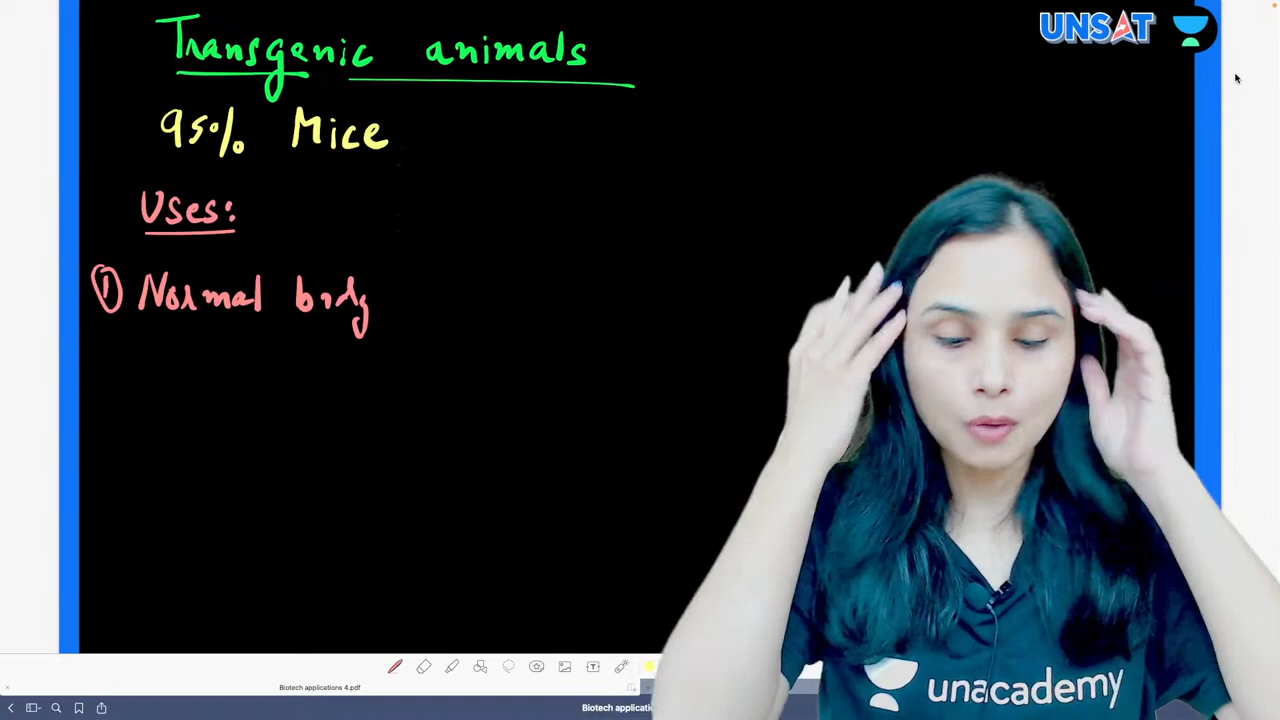 UNSAT
Transgenic animals
95% Mice
Uses:
① Normal body
unacademy
Biotech applications 4.pdf